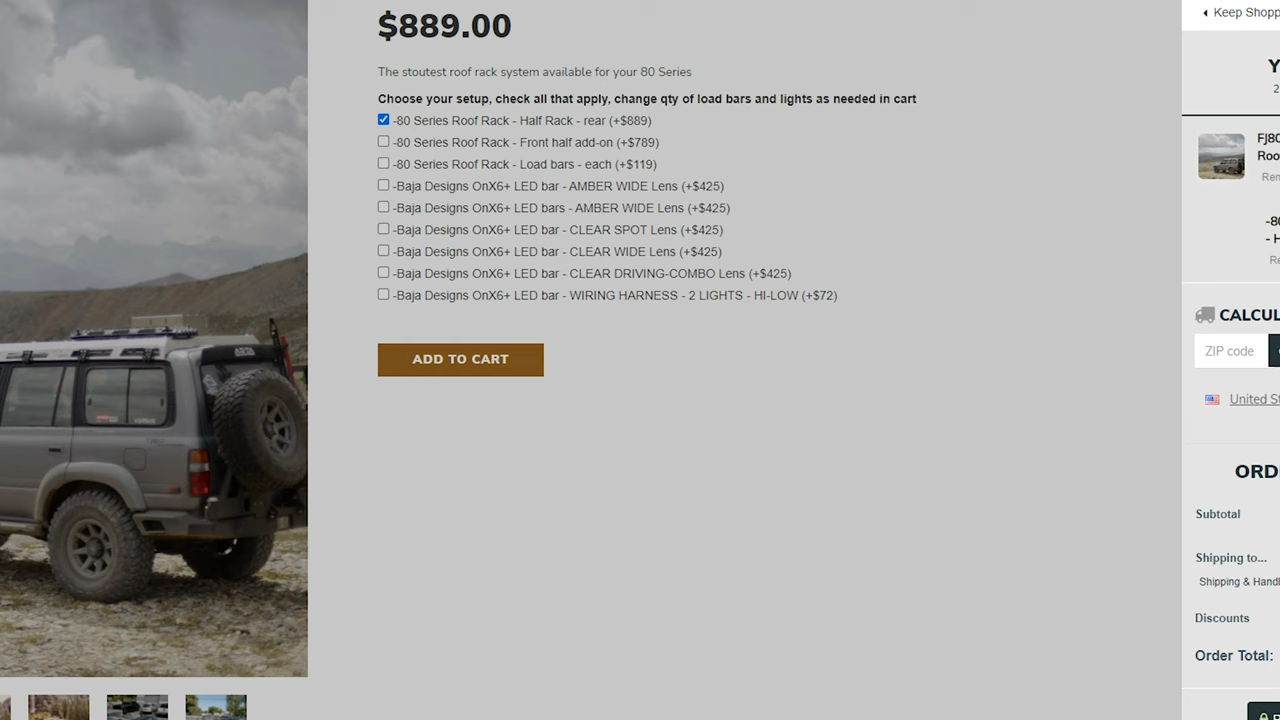 $889.00
The stoutest roof rack system available for your 80 Series
Choose your setup, check all that apply, change qty of load bars and lights as needed in cart
-80 Series Roof Rack - Half Rack - rear (+$889)
-80 Series Roof Rack - Front half add-on (+$789)
-80 Series Roof Rack - Load bars - each (+$119)
-Baja Designs OnX6+ LED bar - AMBER WIDE Lens (+$425)
-Baja Designs OnX6+ LED bars - AMBER WIDE Lens (+$425)
-Baja Designs OnX6+ LED bar - CLEAR SPOT Lens (+$425)
-Baja Designs OnX6+ LED bar - CLEAR WIDE Lens (+$425)
-Baja Designs OnX6+ LED bar - CLEAR DRIVING-COMBO Lens (+$425)
-Baja Designs OnX6+ LED bar - WIRING HARNESS - 2 LIGHTS - HI-LOW (+$72)
ADD TO CART
Keep Shopp
Y
2
FJ80
Roo
Rem
-80
- H
Re
CALCUL
ZIP code
United St
ORD
Subtotal
Shipping to...
Shipping & Handl
Discounts
Order Total: